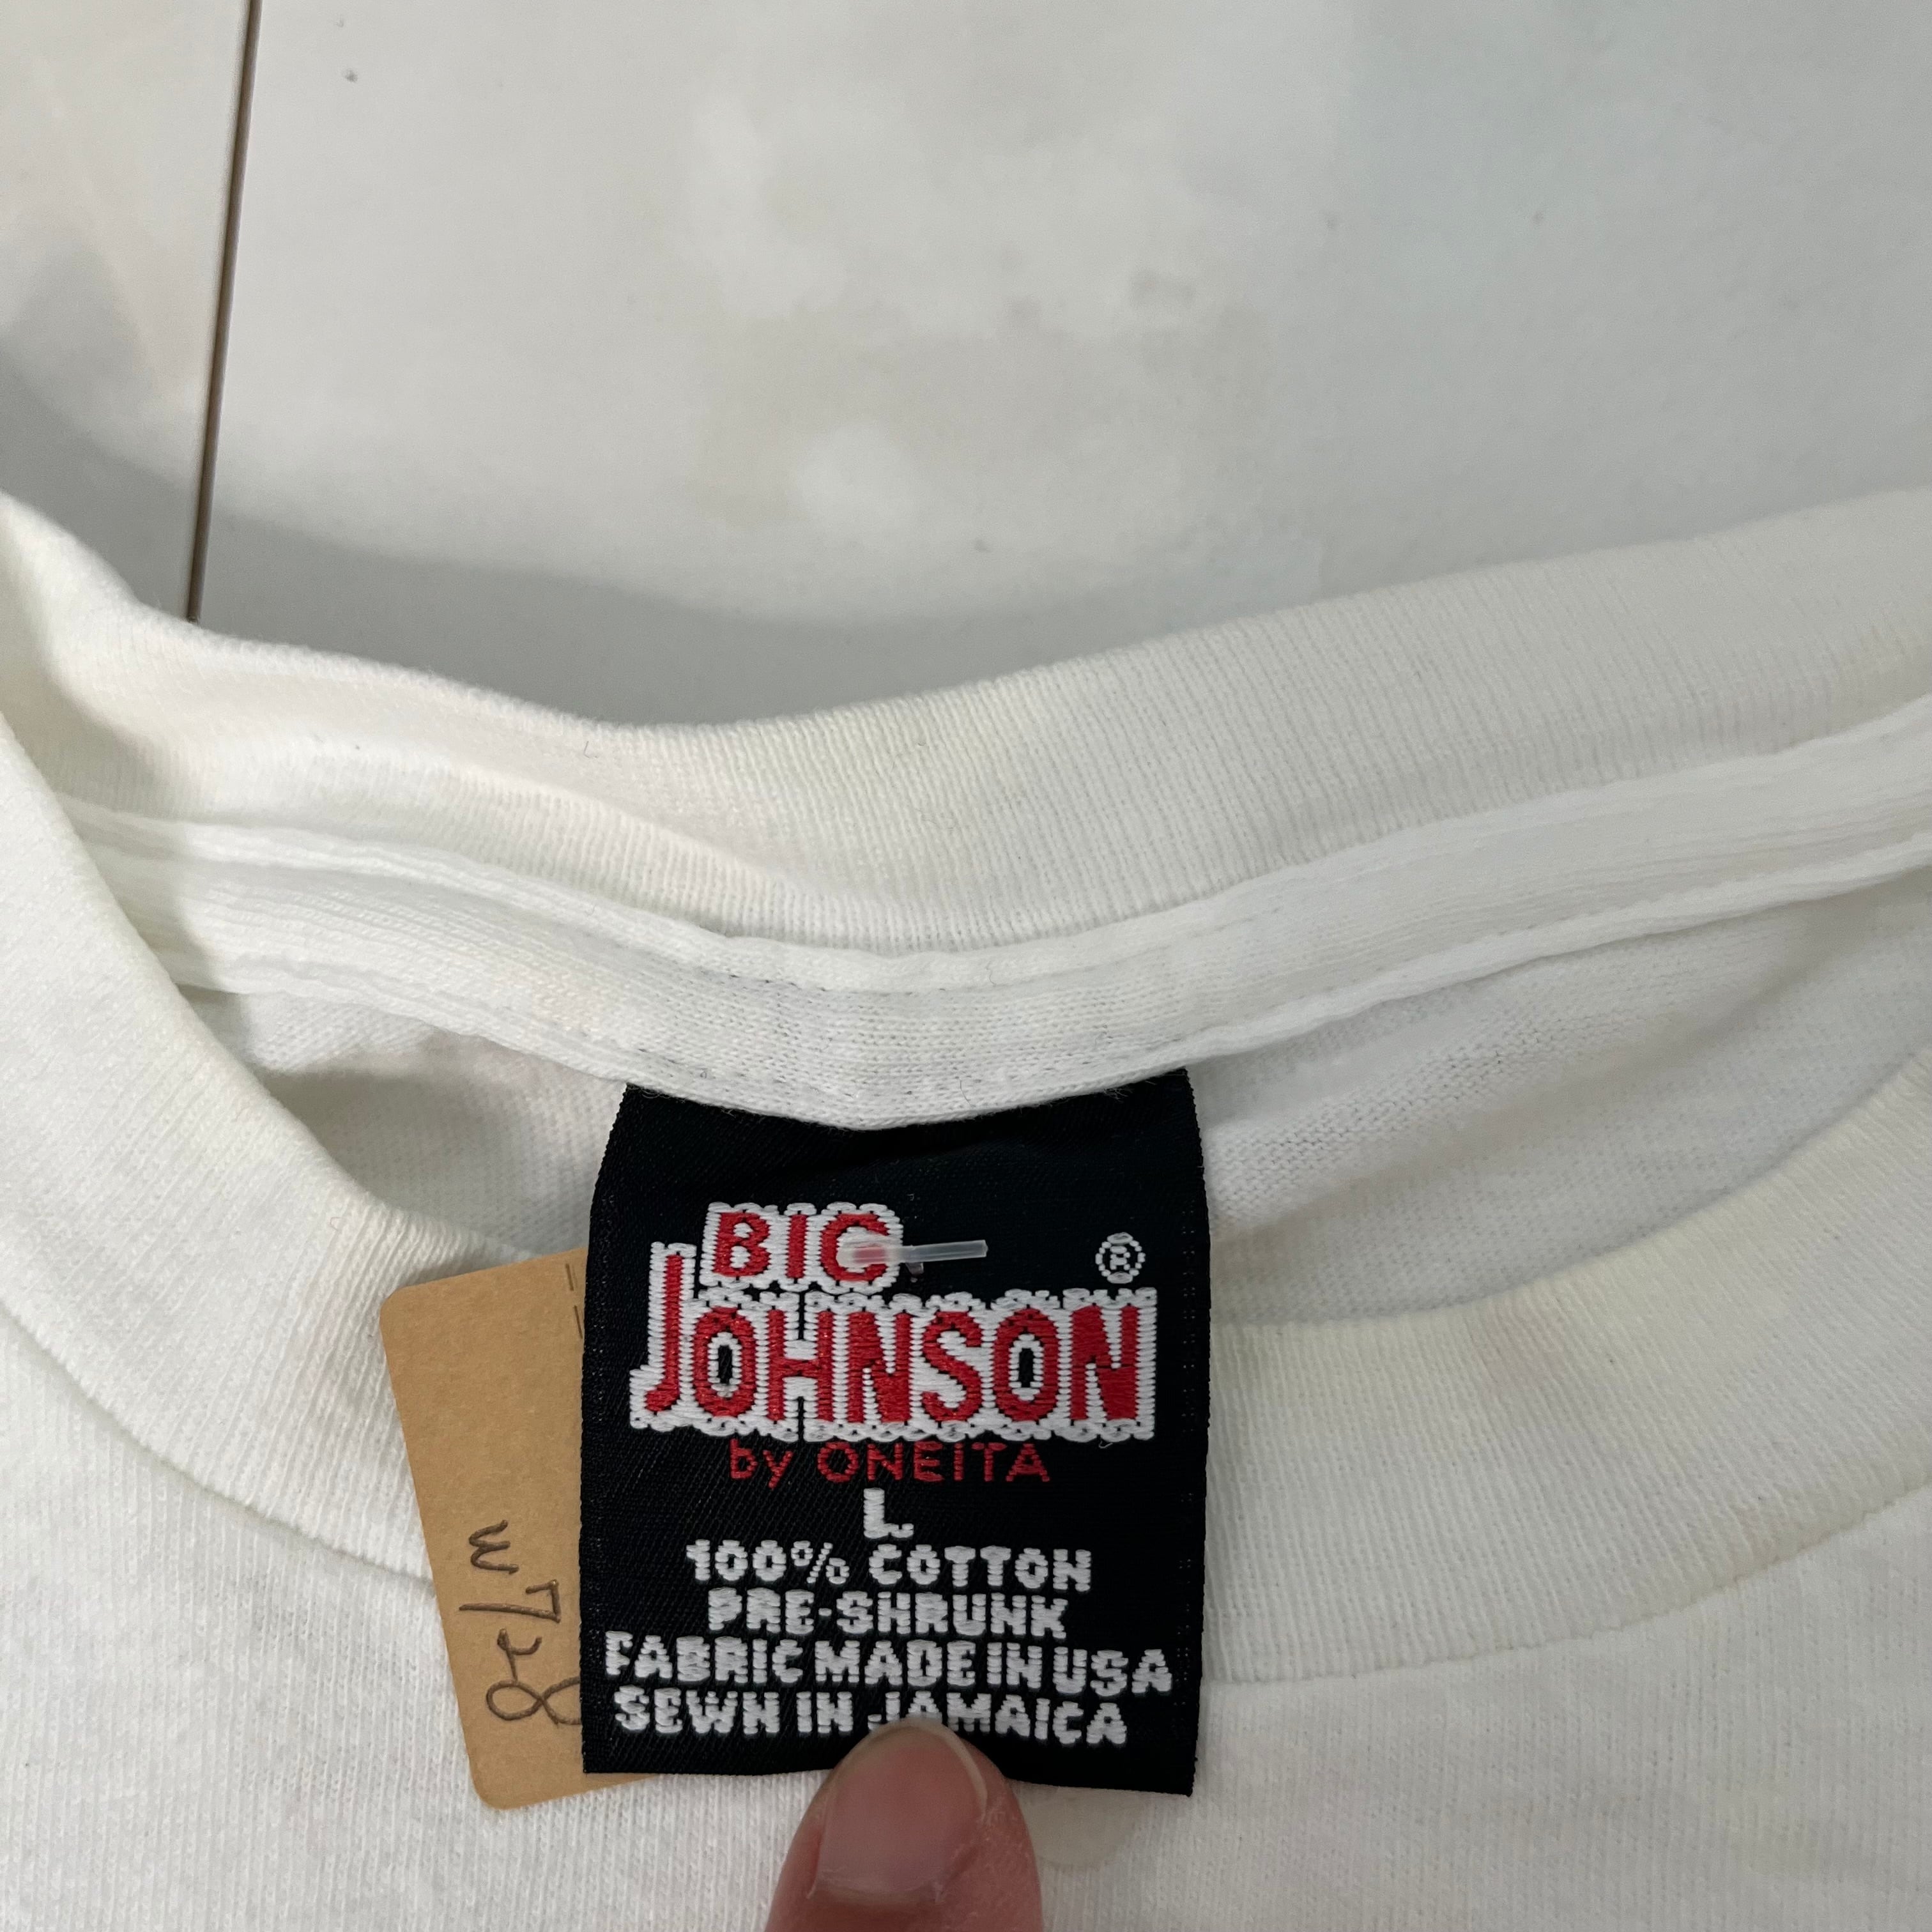 BIG
JOHNSON ®
by ONEITA
L.
100% COTTON
PRE-SHRUNK
FABRIC MADE IN USA
SEWN IN JAMAICA